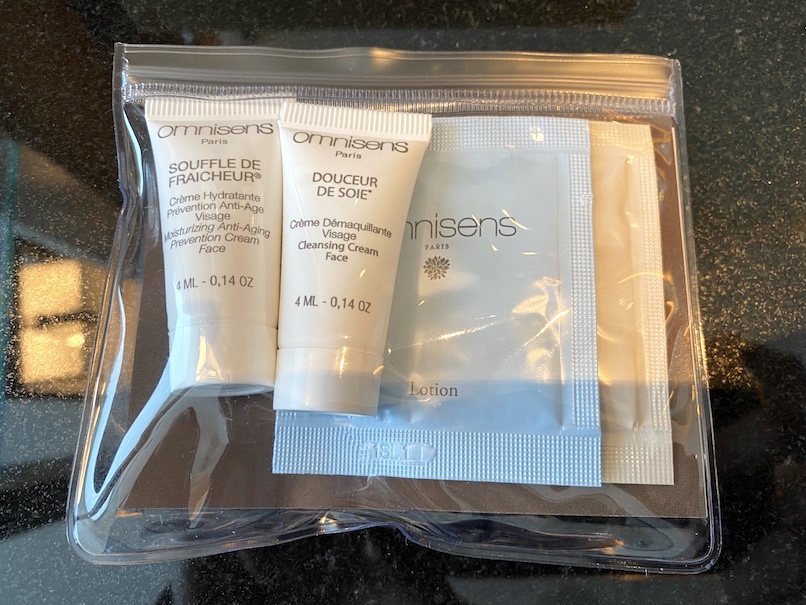 omnisens
Paris
SOUFFLE DE
FRAICHEUR®
Crème Hydratante
Prévention Anti-Age
Visage
Moisturizing Anti-Aging
Prevention Cream
Face
4 ML - 0,14 OZ
omnisens
Paris
DOUCEUR
DE SOIE*
Crème Démaquillante
Visage
Cleansing Cream
Face
4 ML - 0,14 OZ
mnisens
PARIS
Lotion